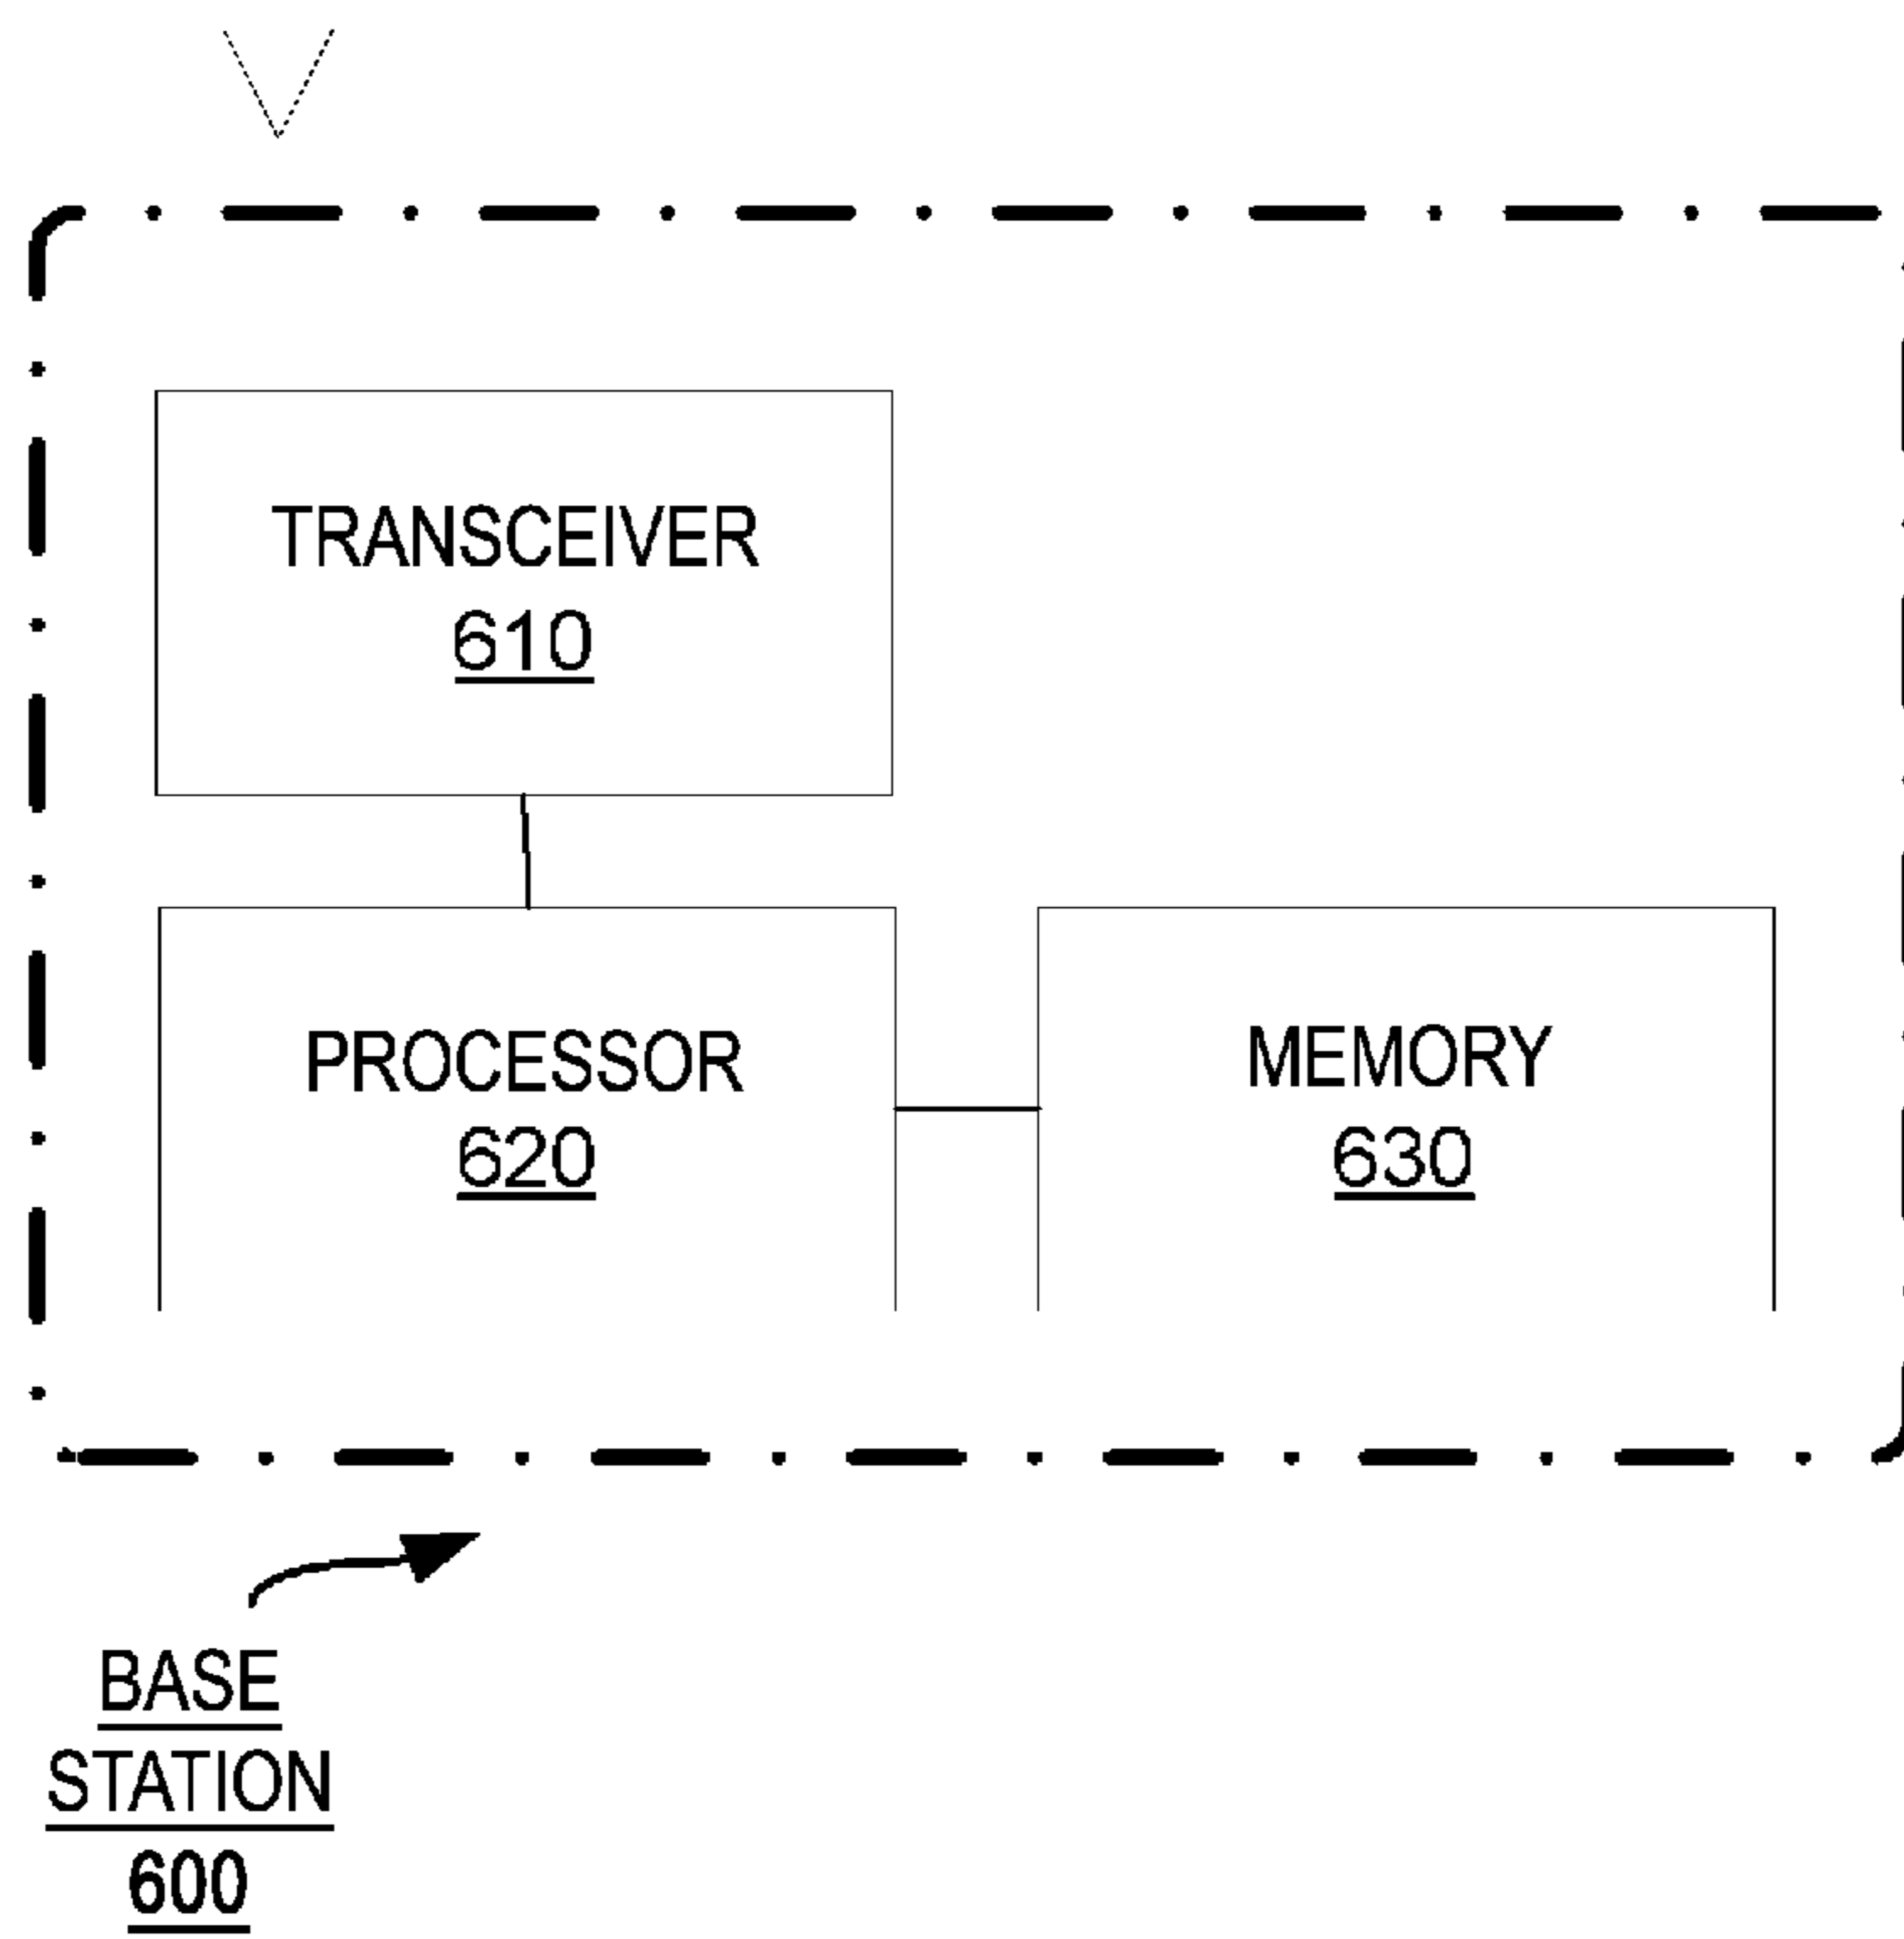 TRANSCEIVER
610
PROCESSOR
620
MEMORY
630
BASE
STATION
600